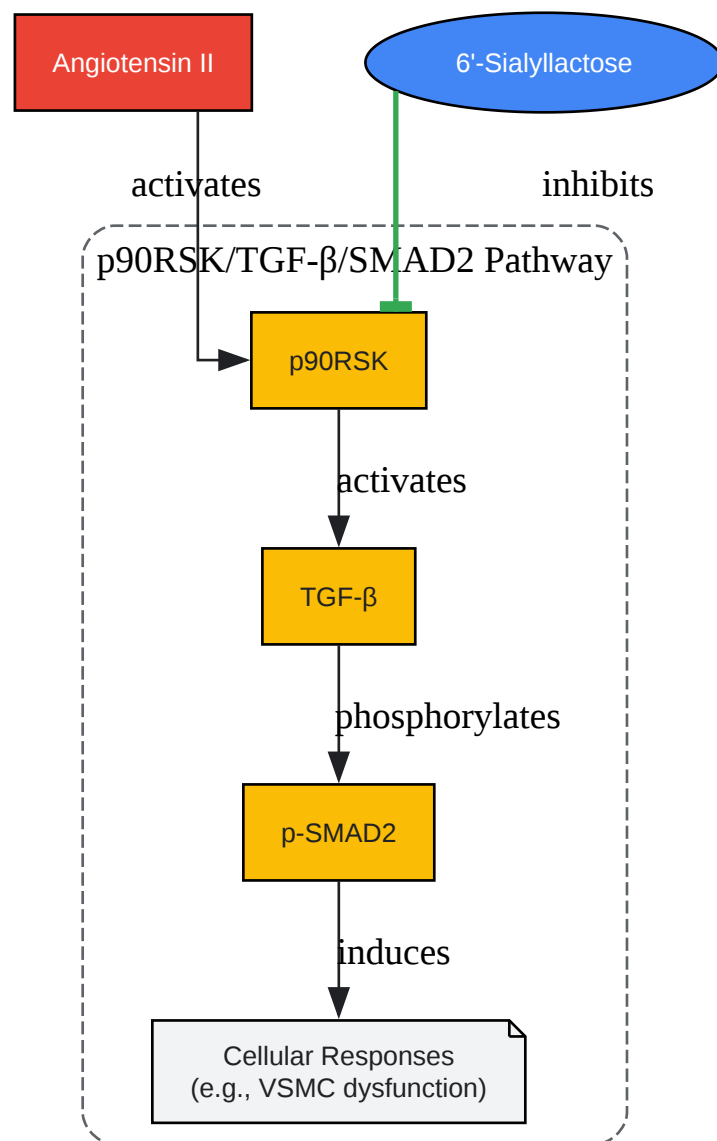 Angiotensin II
6'-Sialyllactose
activates
inhibits
p90RSK/TGF-β/SMAD2 Pathway
p90RSK
activates
TGF-β
phosphorylates
p-SMAD2
induces
Cellular Responses
(e.g., VSMC dysfunction)